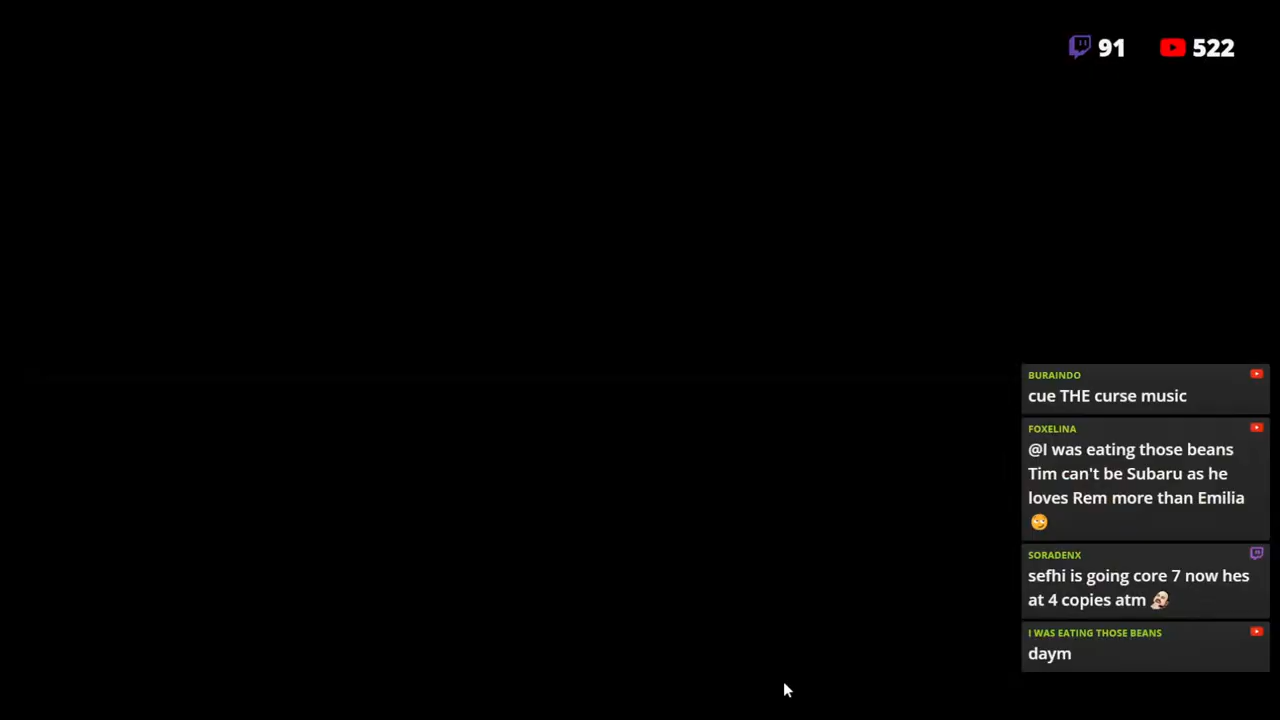 91 522
BURAINDO
cue THE curse music
FOXELINA
@I was eating those beans
Tim can't be Subaru as he
loves Rem more than Emilia
🙄
SORADENX
sefhi is going core 7 now hes
at 4 copies atm
I WAS EATING THOSE BEANS
daym